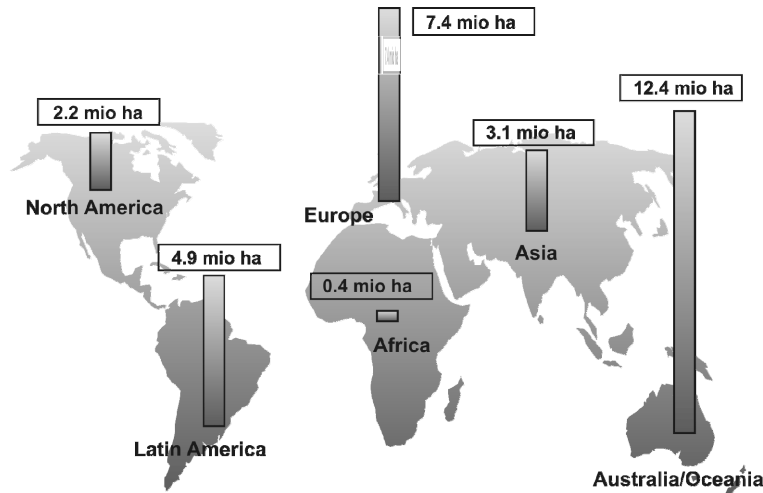 7.4 mio ha
12.4 mio ha
2.2 mio ha
3.1 mio ha
North America
Europe
Asia
4.9 mio ha
0.4 mio ha
Africa
Latin America
Australia/Oceania